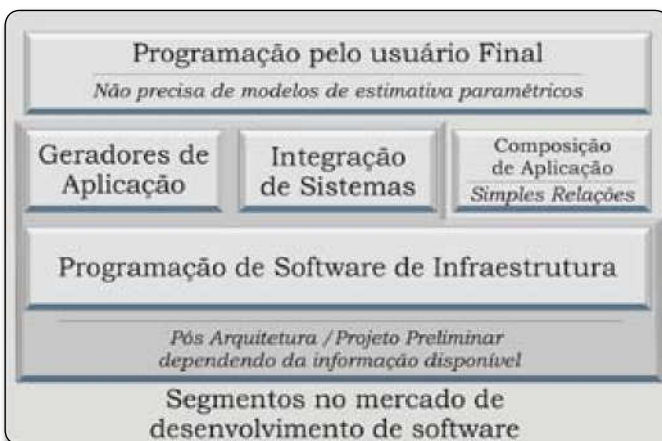 Programação pelo usuário Final
Não precisa de modelos de estimativa paramétricos
Geradores de
Aplicação
Integração
de Sistemas
Composição
de Aplicação
Simples Relações
Programação de Software de Infraestrutura
Pós Arquitetura / Projeto Preliminar
dependendo da informação disponível
Segmentos no mercado de
desenvolvimento de software